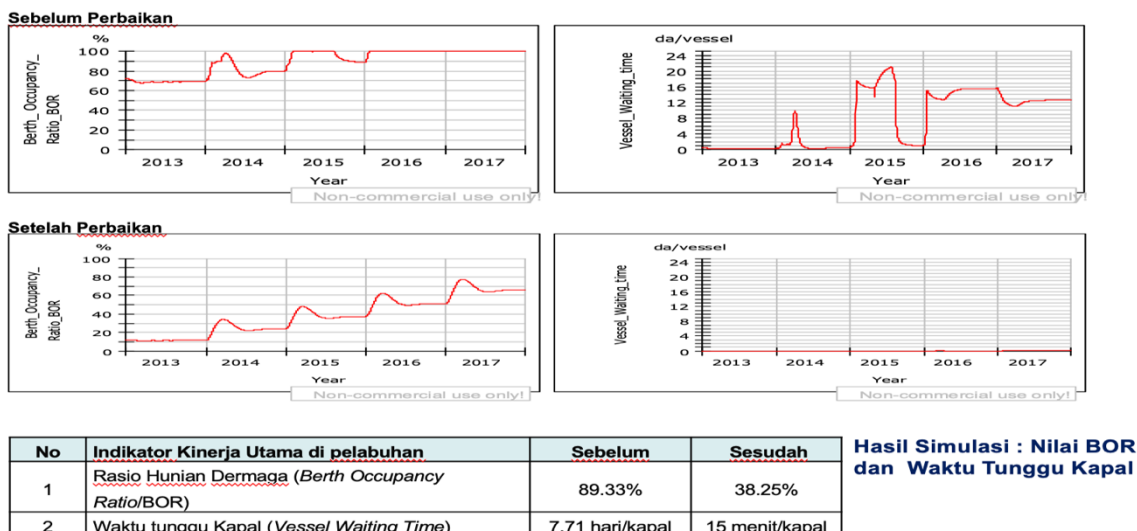 Sebelum Perbaikan
%
Berth_Occupancy_
Ratio_BOR
100
80
60
40
20
0
2013 2014 2015 2016 2017
Year
Non-commercial use only!
da/vessel
Vessel_Waiting_time
24
20
16
12
8
4
0
2013 2014 2015 2016 2017
Year
Non-commercial use only!
Setelah Perbaikan
%
Berth_Occupancy_
Ratio_BOR
100
80
60
40
20
0
2013 2014 2015 2016 2017
Year
Non-commercial use only!
da/vessel
Vessel_Waiting_time
24
20
16
12
8
4
0
2013 2014 2015 2016 2017
Year
Non-commercial use only!
No Indikator Kinerja Utama di pelabuhan Sebelum Sesudah
1 Rasio Hunian Dermaga (Berth Occupancy
Ratio/BOR) 89.33% 38.25%
2 Waktu tunggu Kapal (Vessel Waiting Time) 7.71 hari/kapal 15 menit/kapal
Hasil Simulasi : Nilai BOR
dan Waktu Tunggu Kapal